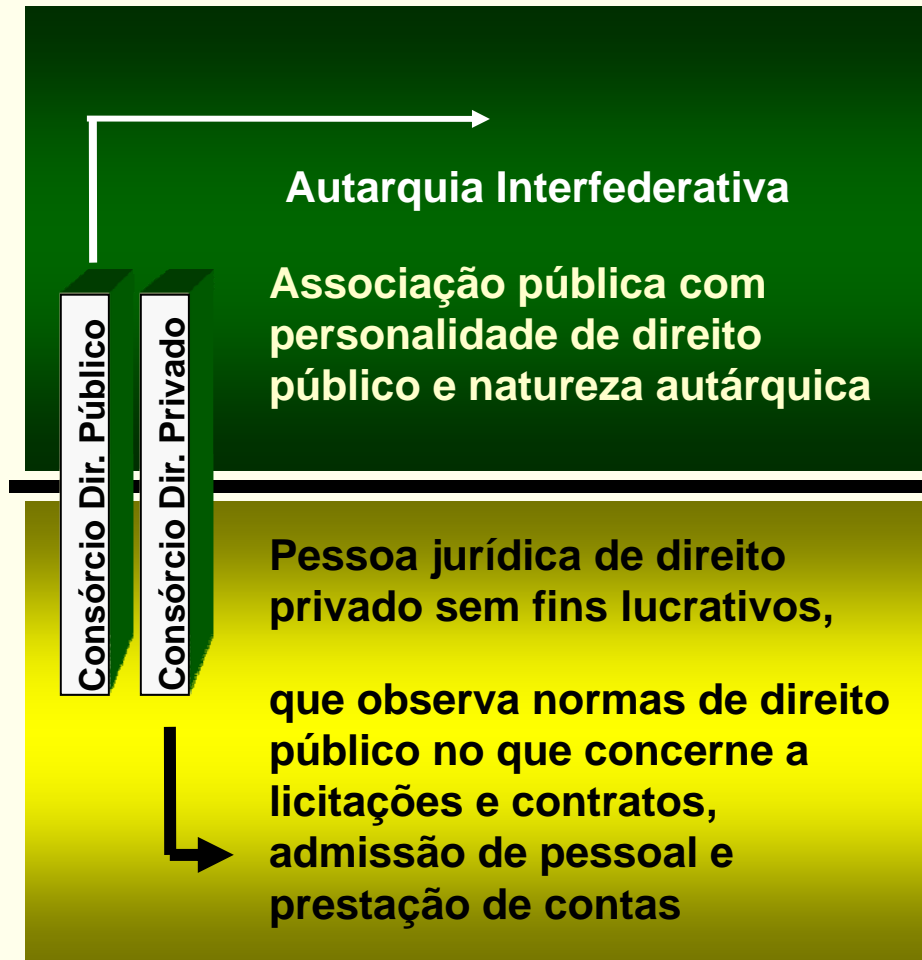 Autarquia Interfederativa
Associação pública com
personalidade de direito
público e natureza autárquica
Consórcio Dir. Público
Consórcio Dir. Privado
Pessoa jurídica de direito
privado sem fins lucrativos,
que observa normas de direito
público no que concerne a
licitações e contratos,
admissão de pessoal e
prestação de contas